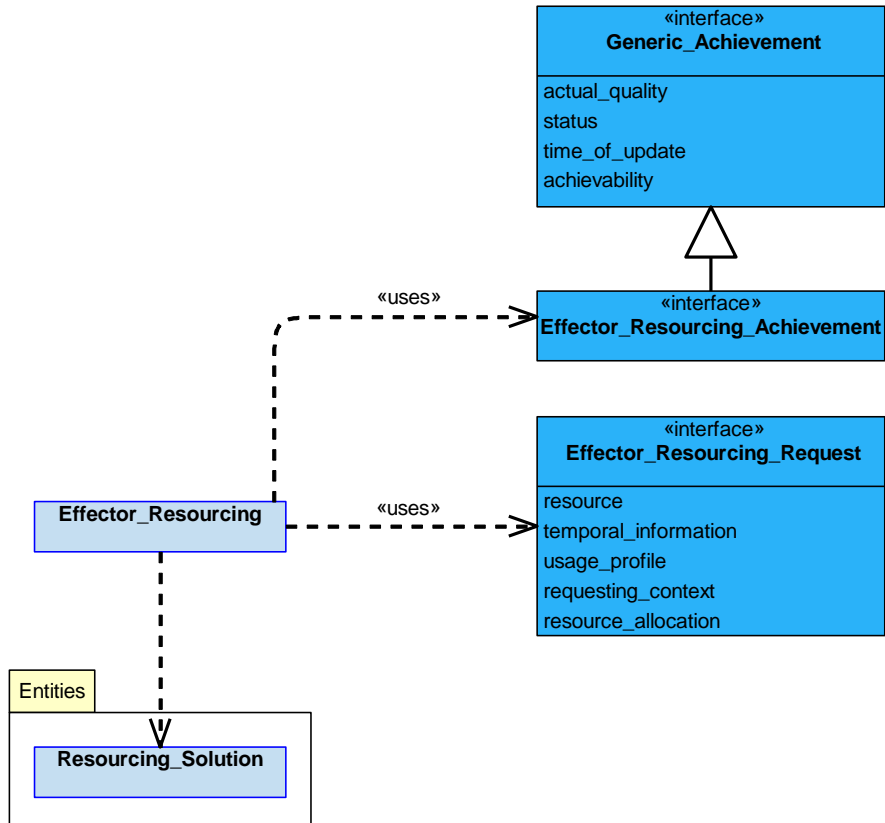 «interface»
Generic_Achievement
actual_quality
status
time_of_update
achievability
«uses»
«interface»
Effector_Resourcing_Achievement
«interface»
Effector_Resourcing_Request
resource
temporal_information
usage_profile
requesting_context
resource_allocation
Effector_Resourcing
«uses»
Entities
Resourcing_Solution